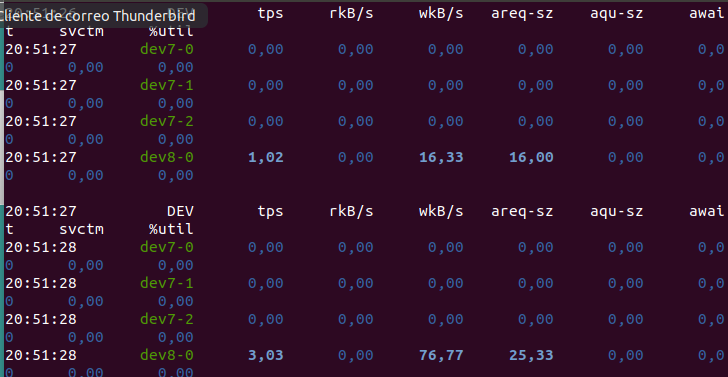 Cliente de correo Thunderbird tps rkB/s wkB/s areq-sz aqu-sz awai
t svctm %util
20:51:27 dev7-0 0,00 0,00 0,00 0,00 0,00 0,0
0 0,00 0,00
20:51:27 dev7-1 0,00 0,00 0,00 0,00 0,00 0,0
0 0,00 0,00
20:51:27 dev7-2 0,00 0,00 0,00 0,00 0,00 0,0
0 0,00 0,00
20:51:27 dev8-0 1,02 0,00 16,33 16,00 0,00 0,0
0 0,00 0,00
20:51:27 DEV tps rkB/s wkB/s areq-sz aqu-sz awai
t svctm %util
20:51:28 dev7-0 0,00 0,00 0,00 0,00 0,00 0,0
0 0,00 0,00
20:51:28 dev7-1 0,00 0,00 0,00 0,00 0,00 0,0
0 0,00 0,00
20:51:28 dev7-2 0,00 0,00 0,00 0,00 0,00 0,0
0 0,00 0,00
20:51:28 dev8-0 3,03 0,00 76,77 25,33 0,00 0,0
0 0,00 0,00